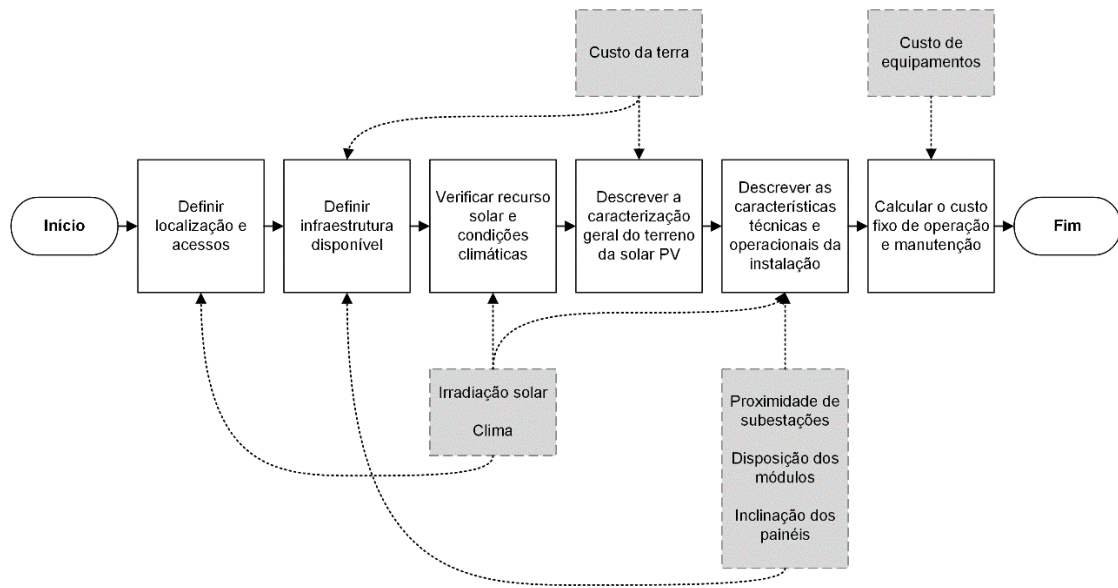 Custo da terra
Custo de
equipamentos
Início
Definir
localização e
acessos
Definir
infraestrutura
disponível
Verificar recurso
solar e
condições
climáticas
Descrever a
caracterização
geral do terreno
da solar PV
Descrever as
características
técnicas e
operacionais da
instalação
Calcular o custo
fixo de operação
e manutenção
Fim
Irradiação solar
Clima
Proximidade de
subestações
Disposição dos
módulos
Inclinação dos
painéis